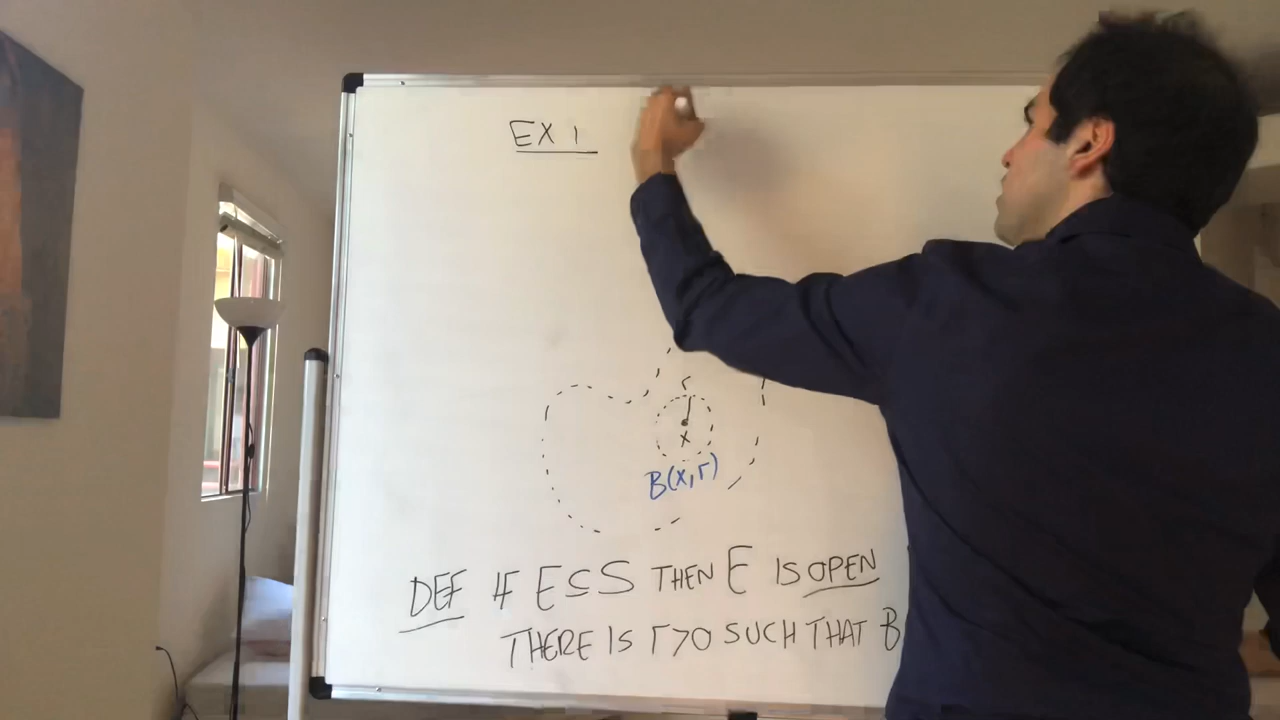 EX 1
r
x
B(x,r)
DEF IF E ⊆ S THEN E IS OPEN
THERE IS r>0 SUCH THAT B